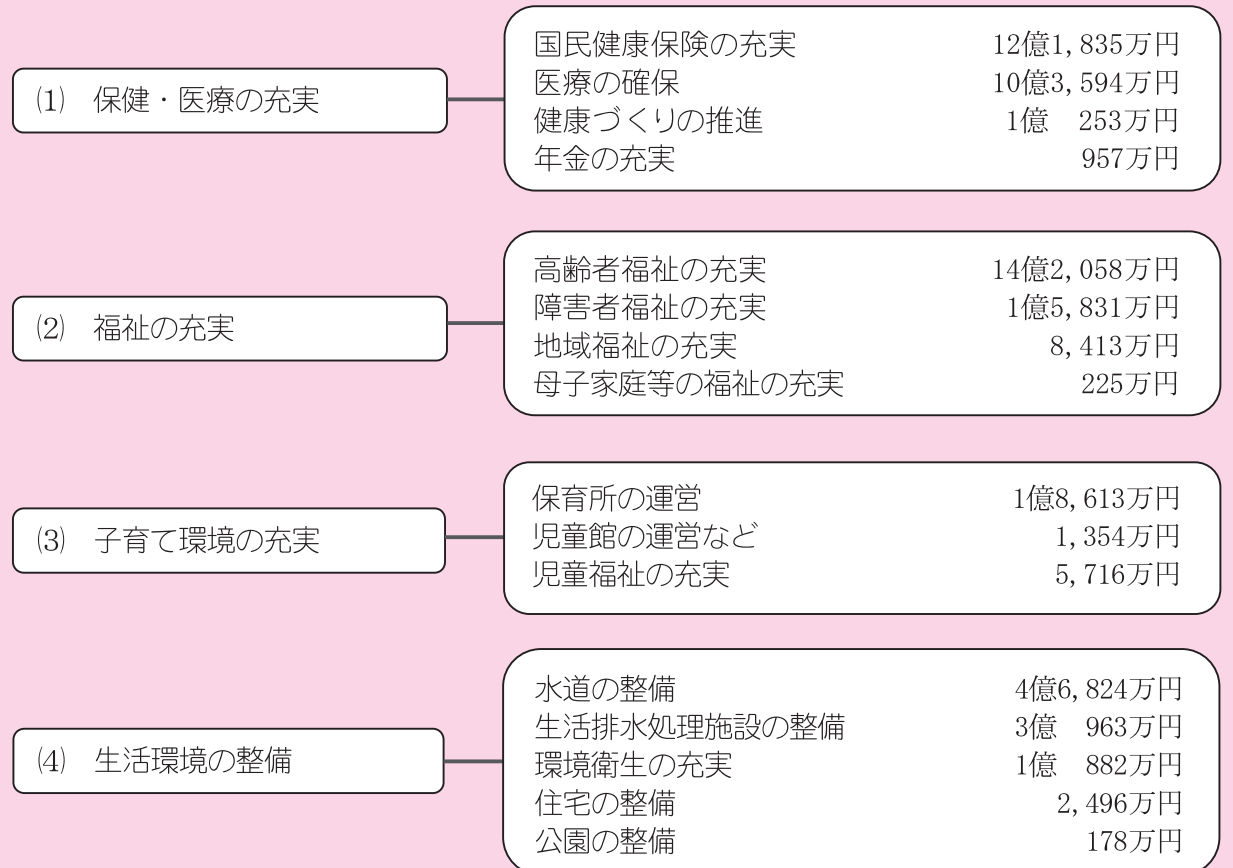 ⑴ 保健・医療の充実
国民健康保険の充実 12億1,835万円
医療の確保 10億3,594万円
健康づくりの推進 1億 253万円
年金の充実 957万円
⑵ 福祉の充実
高齢者福祉の充実 14億2,058万円
障害者福祉の充実 1億5,831万円
地域福祉の充実 8,413万円
母子家庭等の福祉の充実 225万円
⑶ 子育て環境の充実
保育所の運営 1億8,613万円
児童館の運営など 1,354万円
児童福祉の充実 5,716万円
⑷ 生活環境の整備
水道の整備 4億6,824万円
生活排水処理施設の整備 3億 963万円
環境衛生の充実 1億 882万円
住宅の整備 2,496万円
公園の整備 178万円